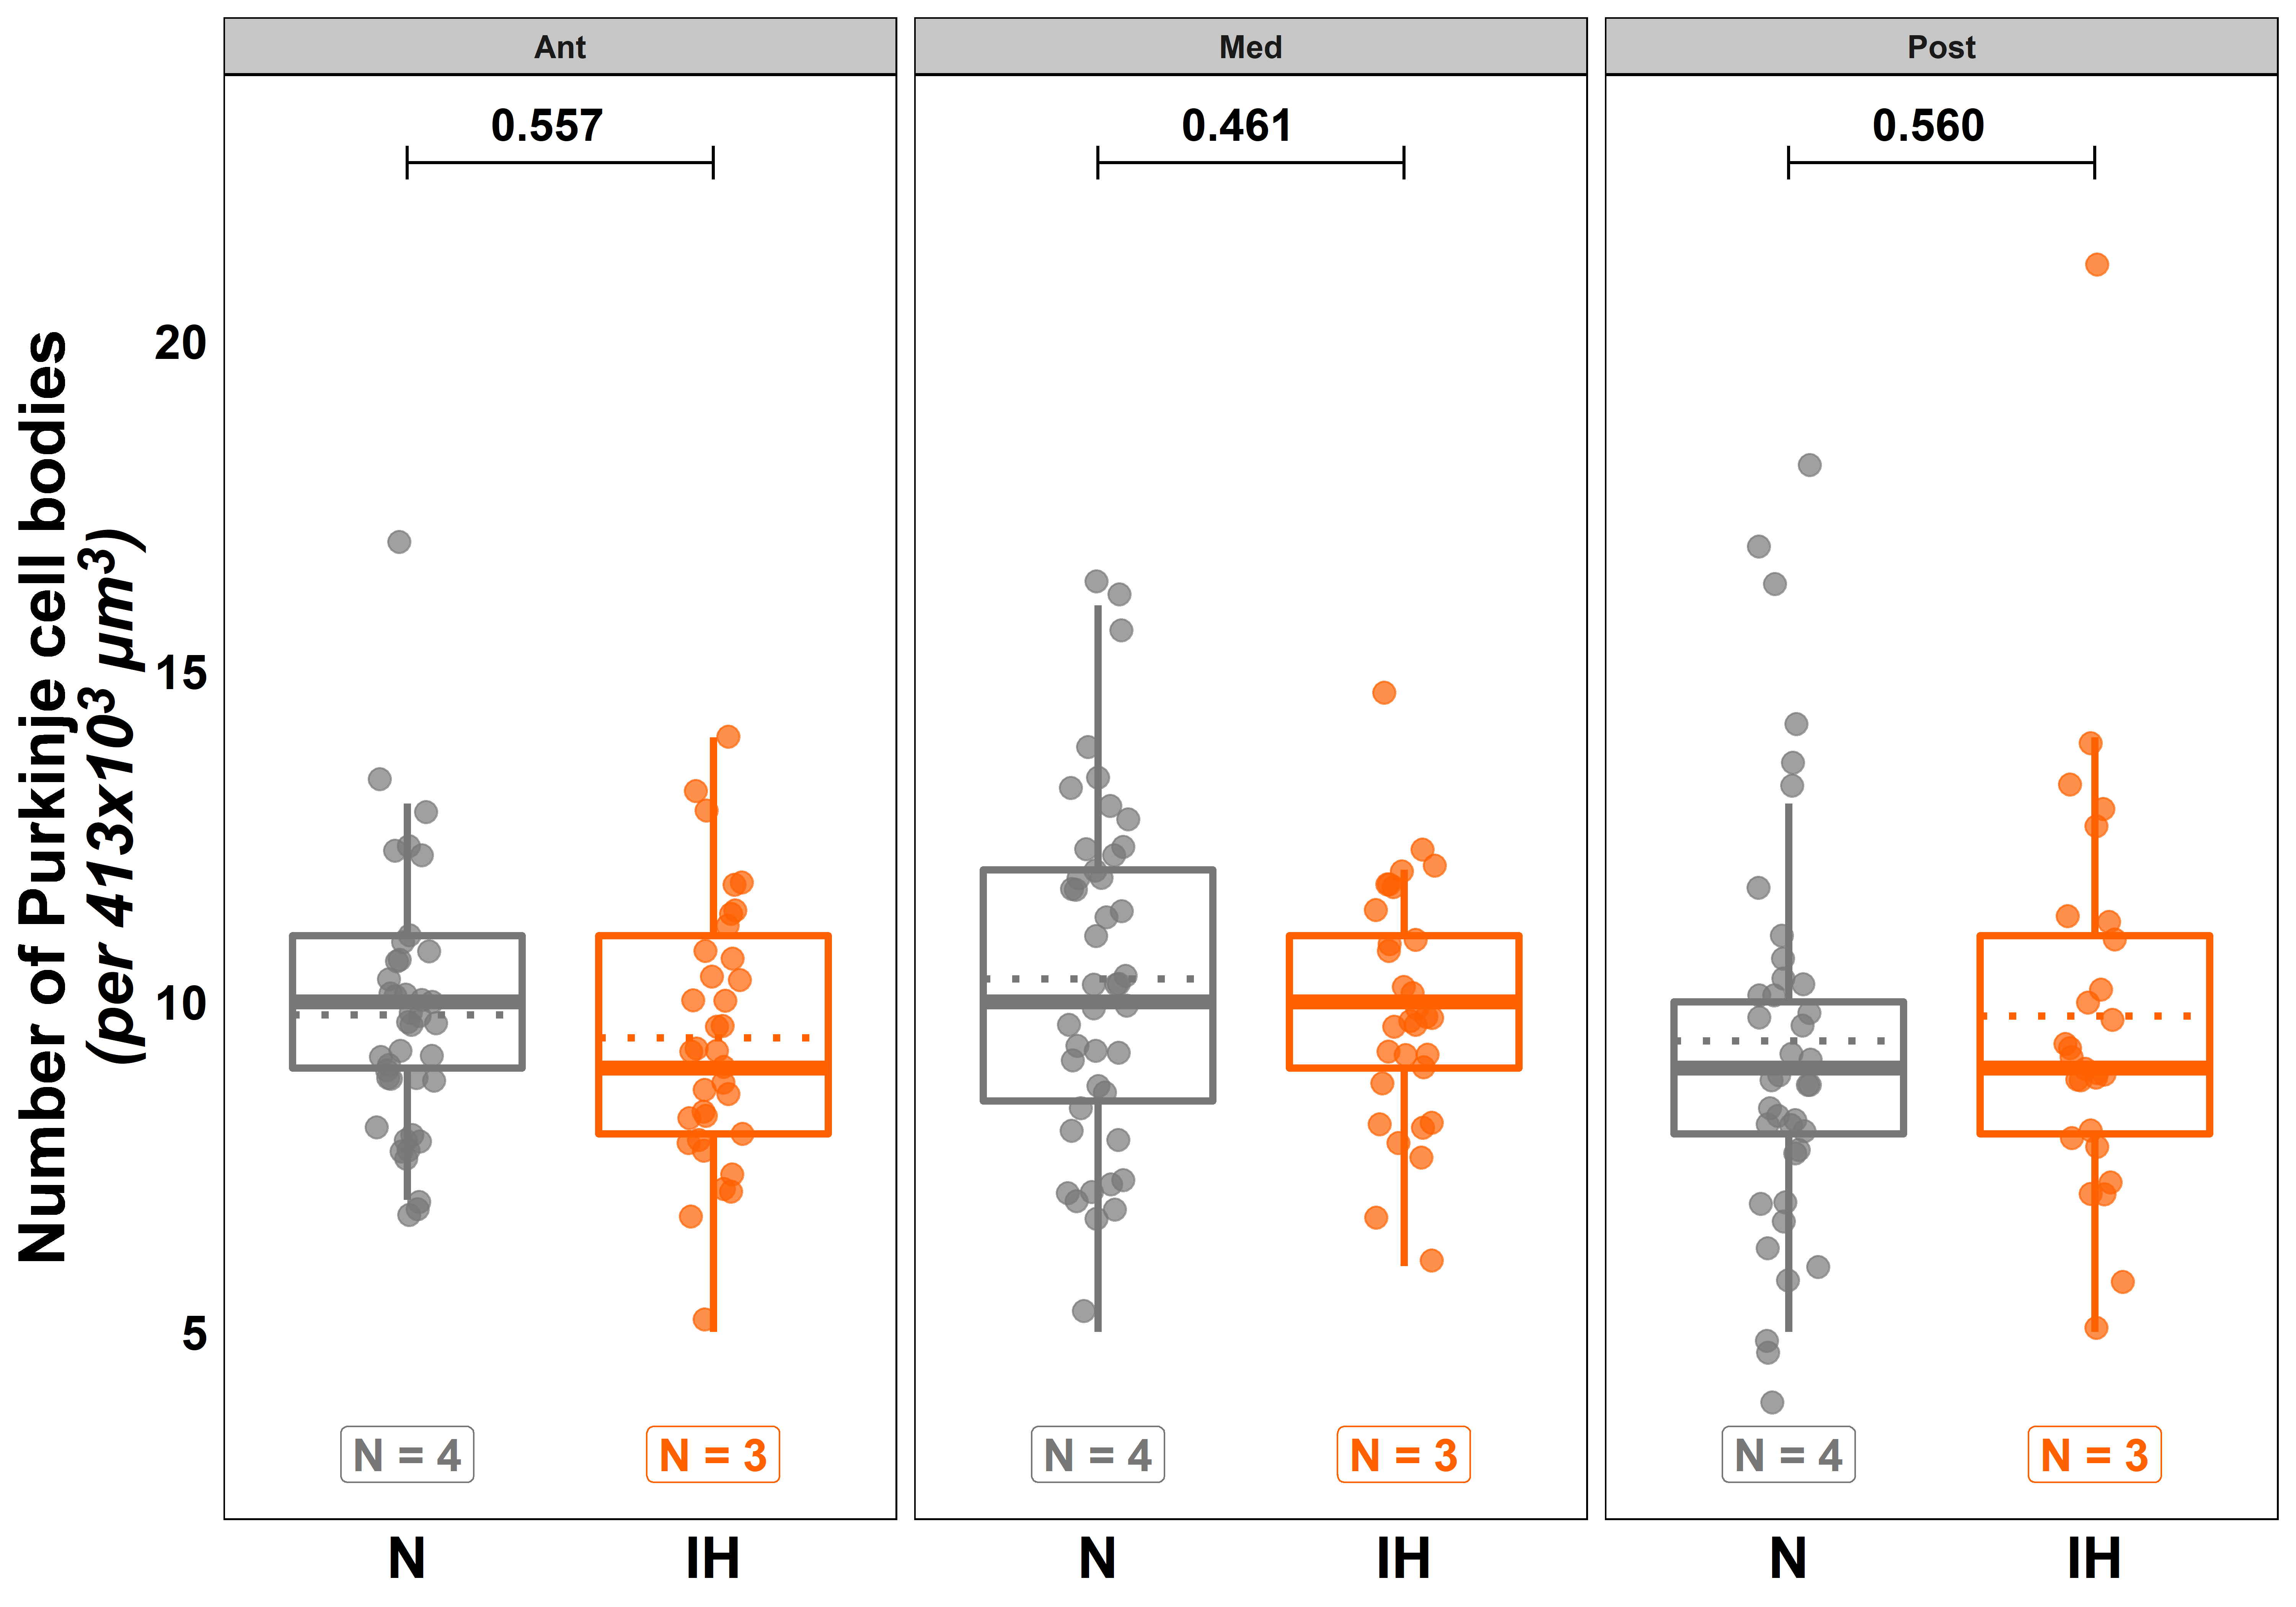 Ant
Med
Post
0.557
0.461
0.560
Number of Purkinje cell bodies
(per 413x10³ µm³)
20
15
10
5
N = 4
N = 3
N = 4
N = 3
N = 4
N = 3
N
IH
N
IH
N
IH